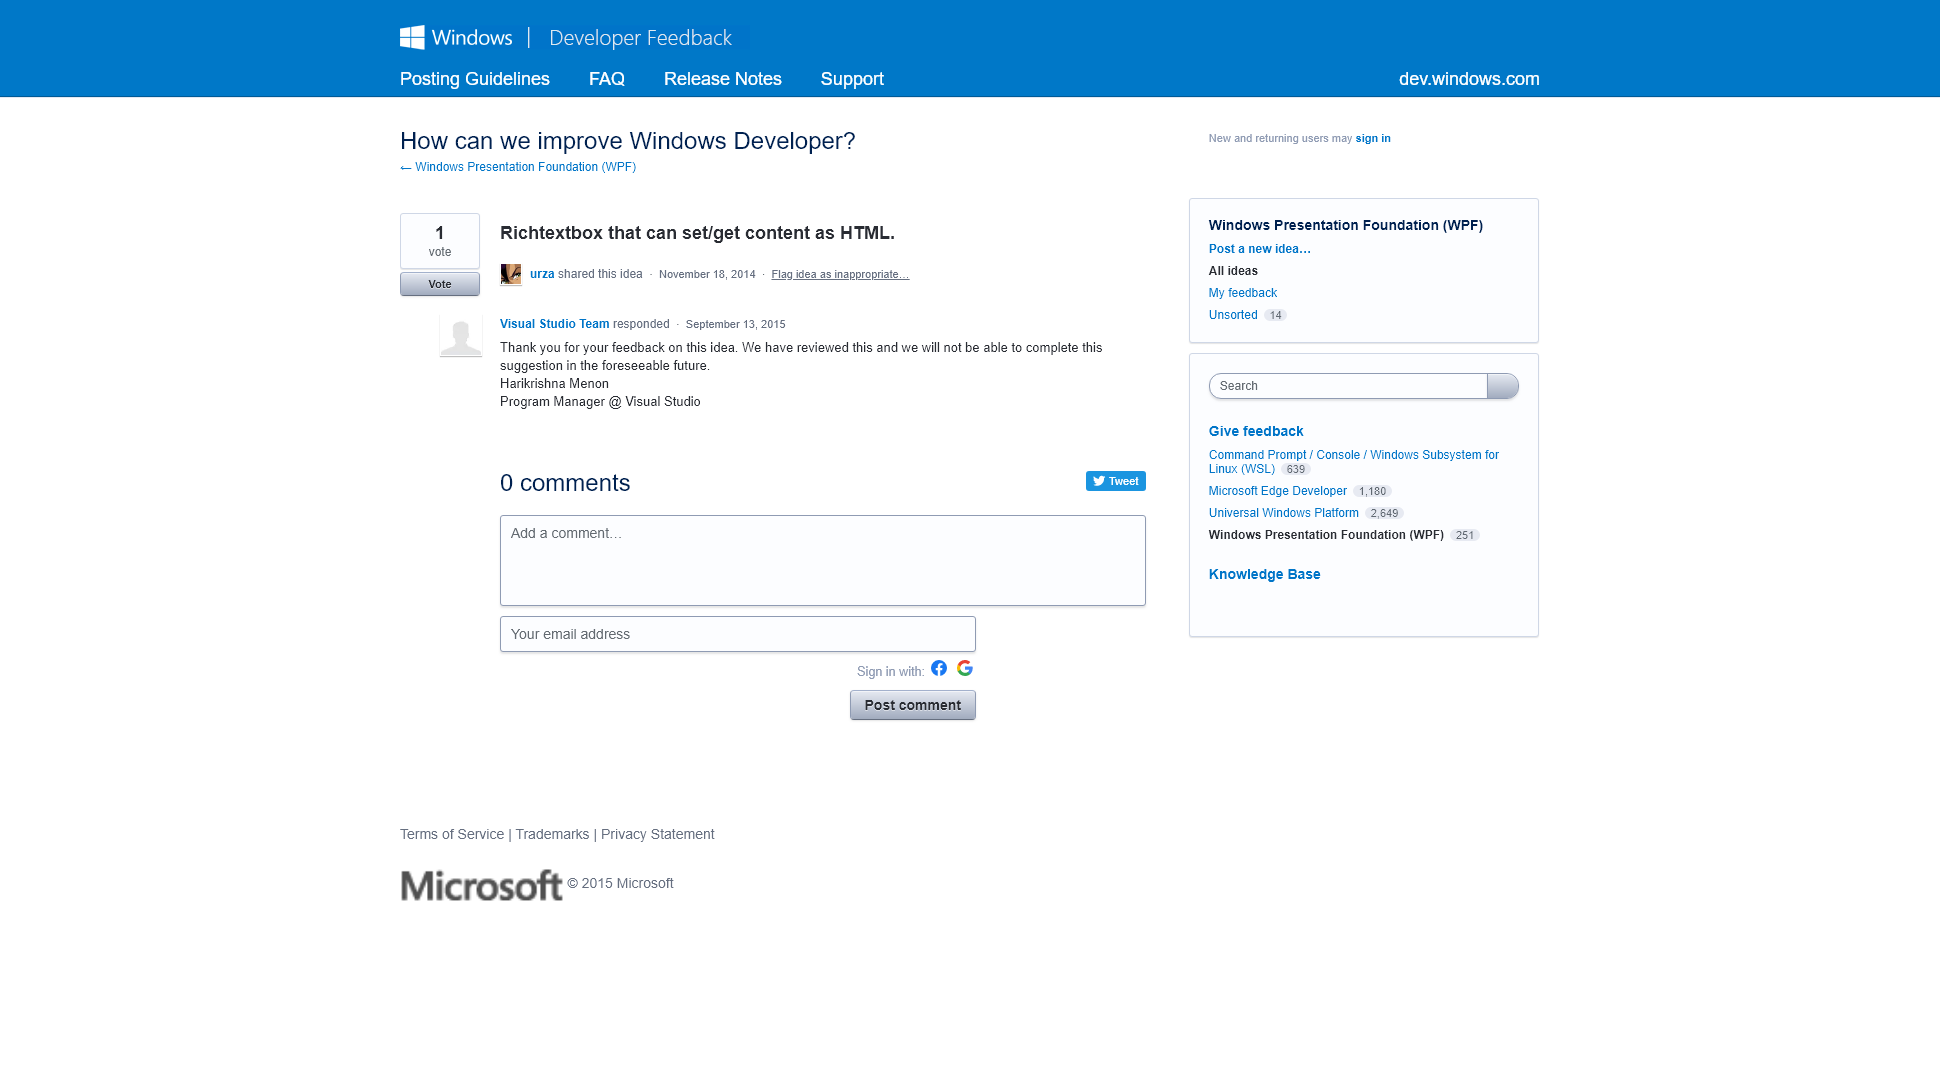 Windows | Developer Feedback
Posting Guidelines FAQ Release Notes Support dev.windows.com
How can we improve Windows Developer?
← Windows Presentation Foundation (WPF)
New and returning users may sign in
1
vote
Vote
Richtextbox that can set/get content as HTML.
urza shared this idea · November 18, 2014 · Flag idea as inappropriate…
Visual Studio Team responded · September 13, 2015
Thank you for your feedback on this idea. We have reviewed this and we will not be able to complete this
suggestion in the foreseeable future.
Harikrishna Menon
Program Manager @ Visual Studio
0 comments
Tweet
Add a comment…
Your email address
Sign in with:
Post comment
Windows Presentation Foundation (WPF)
Post a new idea…
All ideas
My feedback
Unsorted 14
Search
Give feedback
Command Prompt / Console / Windows Subsystem for
Linux (WSL) 639
Microsoft Edge Developer 1,180
Universal Windows Platform 2,649
Windows Presentation Foundation (WPF) 251
Knowledge Base
Terms of Service | Trademarks | Privacy Statement
Microsoft © 2015 Microsoft